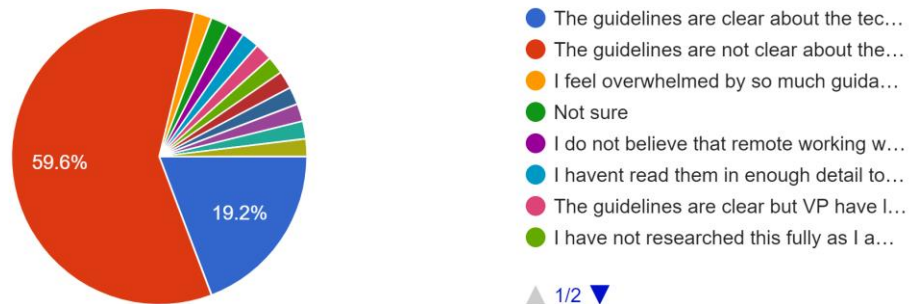 59.6%
19.2%
The guidelines are clear about the tec...
The guidelines are not clear about the...
I feel overwhelmed by so much guida...
Not sure
I do not believe that remote working w...
I havent read them in enough detail to...
The guidelines are clear but VP have l...
I have not researched this fully as I a...
1/2